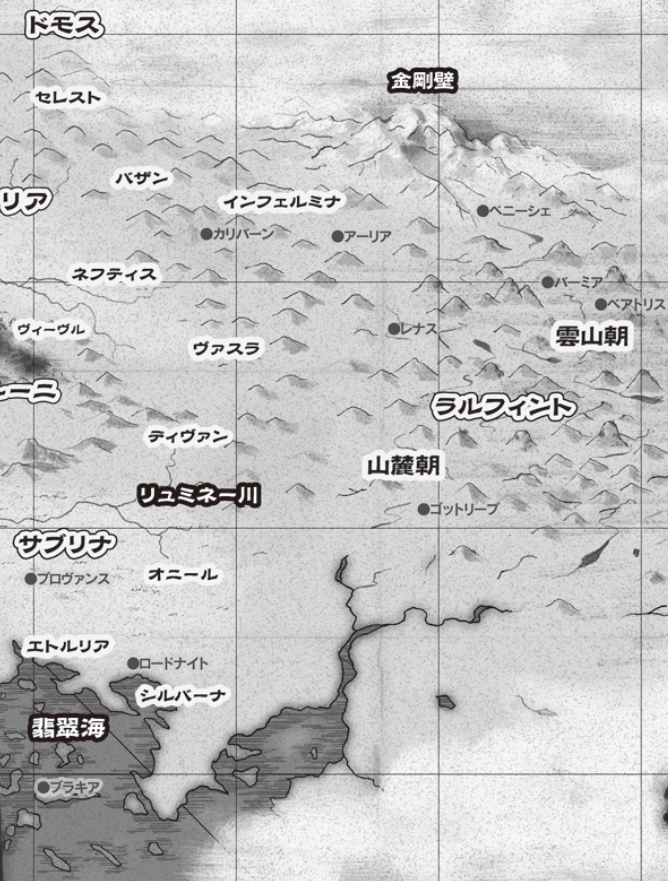 ドモス
金剛壁
セレスト
バザン
リア
インフェルミナ
●ベニーシェ
●カリバーン
●アーリア
ネフティス
●バーミア
●ベアトリス
ヴィーヴル
●レナス
雲山朝
ヴァスラ
ーニ
ラルフィント
ディヴァン
山麓朝
リュミネー川
●ゴットリープ
サブリナ
●プロヴァンス
オニール
エトルリア
●ロードナイト
シルバーナ
翡翠海
●ブラキア